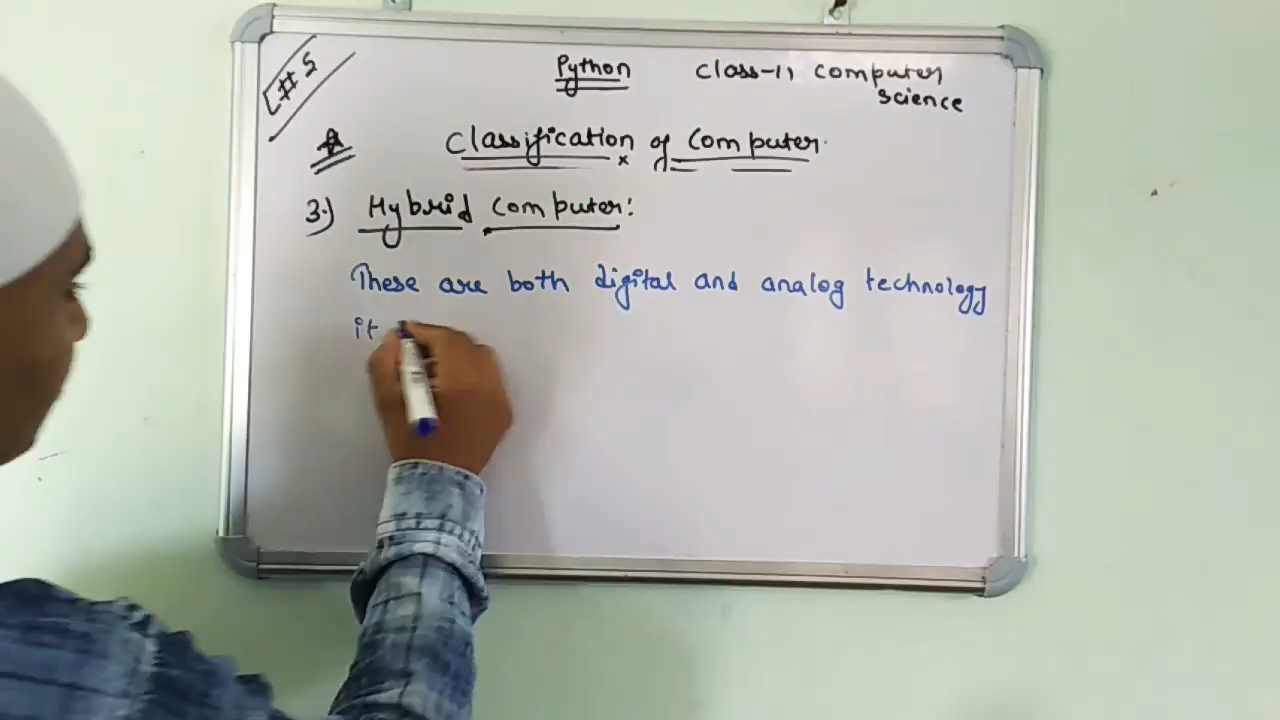 # 5
Python Class-11 Computer
Science
Classification of Computer.
3.) Hybrid Computer:
These are both digital and analog technology
it